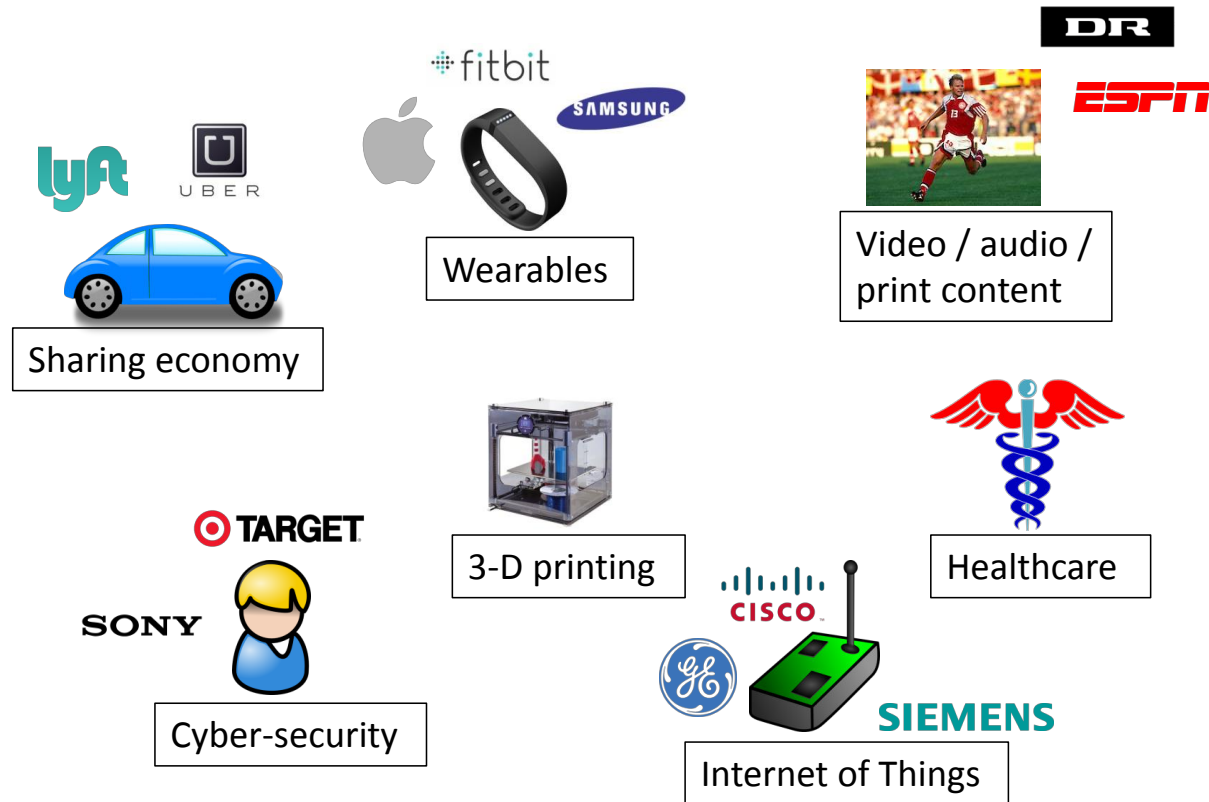 DR
fitbit
ESPN
SAMSUNG
13
lyft
U
UBER
Wearables
Video / audio /
print content
Sharing economy
TARGET
3-D printing
Healthcare
CISCO
SONY
GE
SIEMENS
Cyber-security
Internet of Things